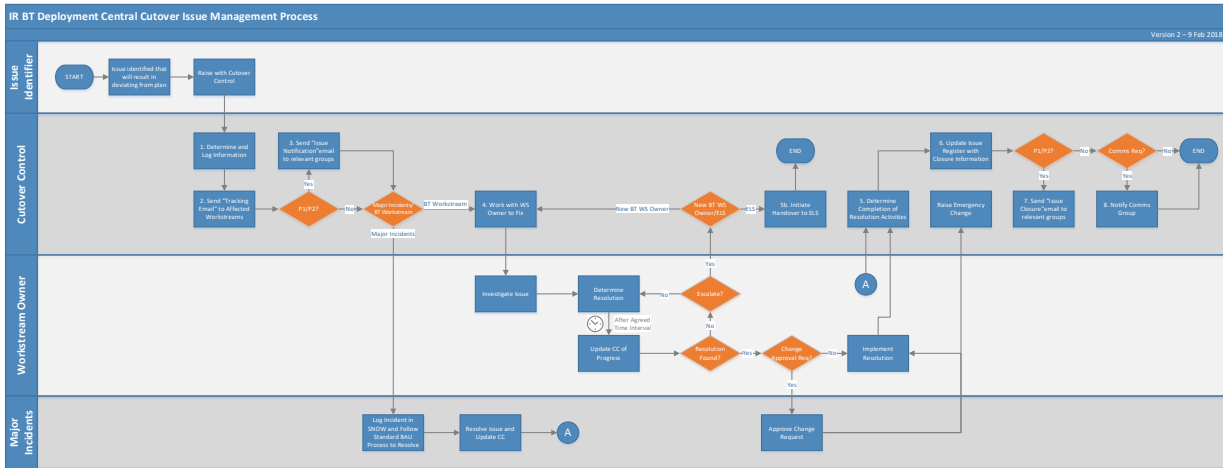 IR BT Deployment Central Cutover Issue Management Process
Version 2 – 9 Feb 2018
Issue
Identifier
START
Issue identified that
will result in
deviating from plan
Raise with Cutover
Control
Cutover Control
1. Determine and
Log Information
3. Send "Issue
Notification"email
to relevant groups
END
6. Update Issue
Register with
Closure Information
P1/P2?
No
Comms Req?
No
END
Yes
Yes
Yes
2. Send "Tracking
Email" to Affected
Workstreams
P1/P2?
No
Major Incidents/
BT Workstream
BT Workstream
4. Work with WS
Owner to Fix
New BT WS Owner
New BT WS
Owner/ELS
ELS
5b. Initiate
Handover to ELS
5. Determine
Completion of
Resolution Activities
Raise Emergency
Change
7. Send "Issue
Closure"email to
relevant groups
8. Notify Comms
Group
Major Incidents
Workstream Owner
Yes
Investigate Issue
Determine
Resolution
No
Escalate?
A
After Agreed
Time Interval
No
Update CC of
Progress
Resolution
Found?
Yes
Change
Approval Req?
No
Implement
Resolution
Yes
Major
Incidents
Log Incident in
SNOW and Follow
Standard BAU
Process to Resolve
Resolve issue and
Update CC
A
Approve Change
Request